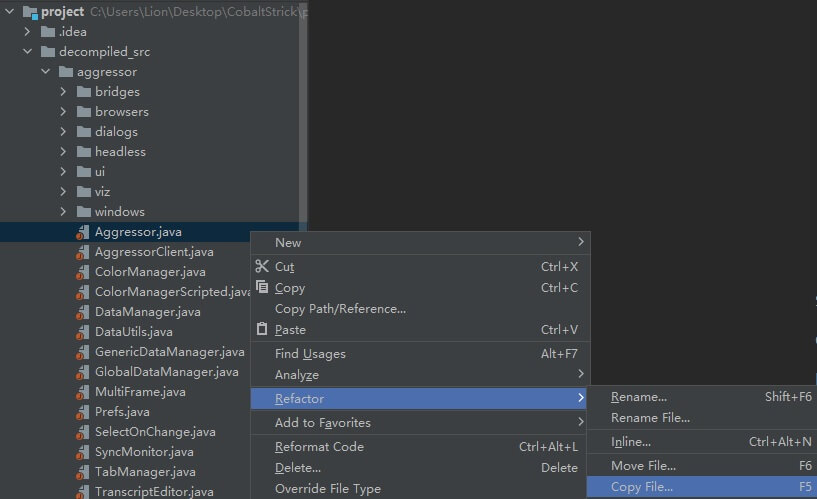 project C:\Users\Lion\Desktop\CobaltStrick\p
.idea
decompiled_src
aggressor
bridges
browsers
dialogs
headless
ui
viz
windows
Aggressor.java
AggressorClient.java
ColorManager.java
ColorManagerScripted.java
DataManager.java
DataUtils.java
GenericDataManager.java
GlobalDataManager.java
MultiFrame.java
Prefs.java
SelectOnChange.java
SyncMonitor.java
TabManager.java
TranscriptEditor.java
New
Cut Ctrl+X
Copy Ctrl+C
Copy Path/Reference...
Paste Ctrl+V
Find Usages Alt+F7
Analyze
Refactor
Add to Favorites
Reformat Code Ctrl+Alt+L
Delete... Delete
Override File Type
Rename... Shift+F6
Rename File...
Inline... Ctrl+Alt+N
Move File... F6
Copy File... F5